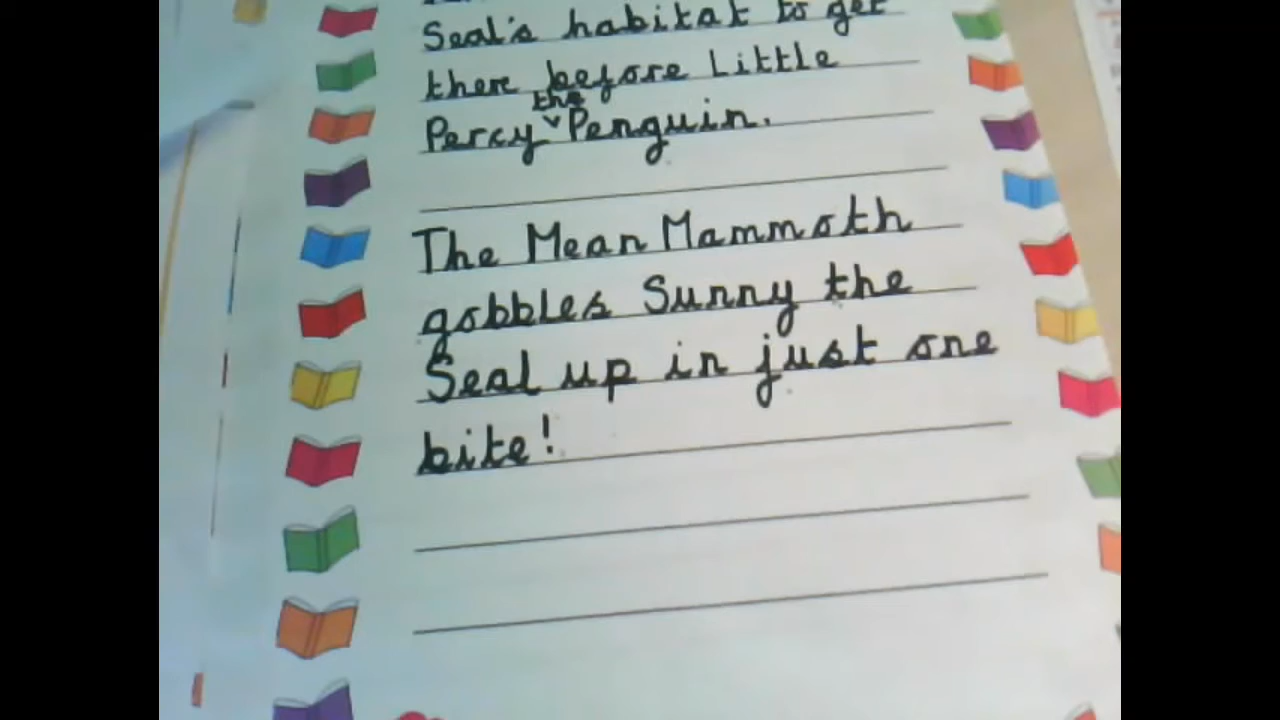 Seal's habitat to get
there before Little
Percy the Penguin.
The Mean Mammoth
gobbles Sunny the
Seal up in just one
bite!